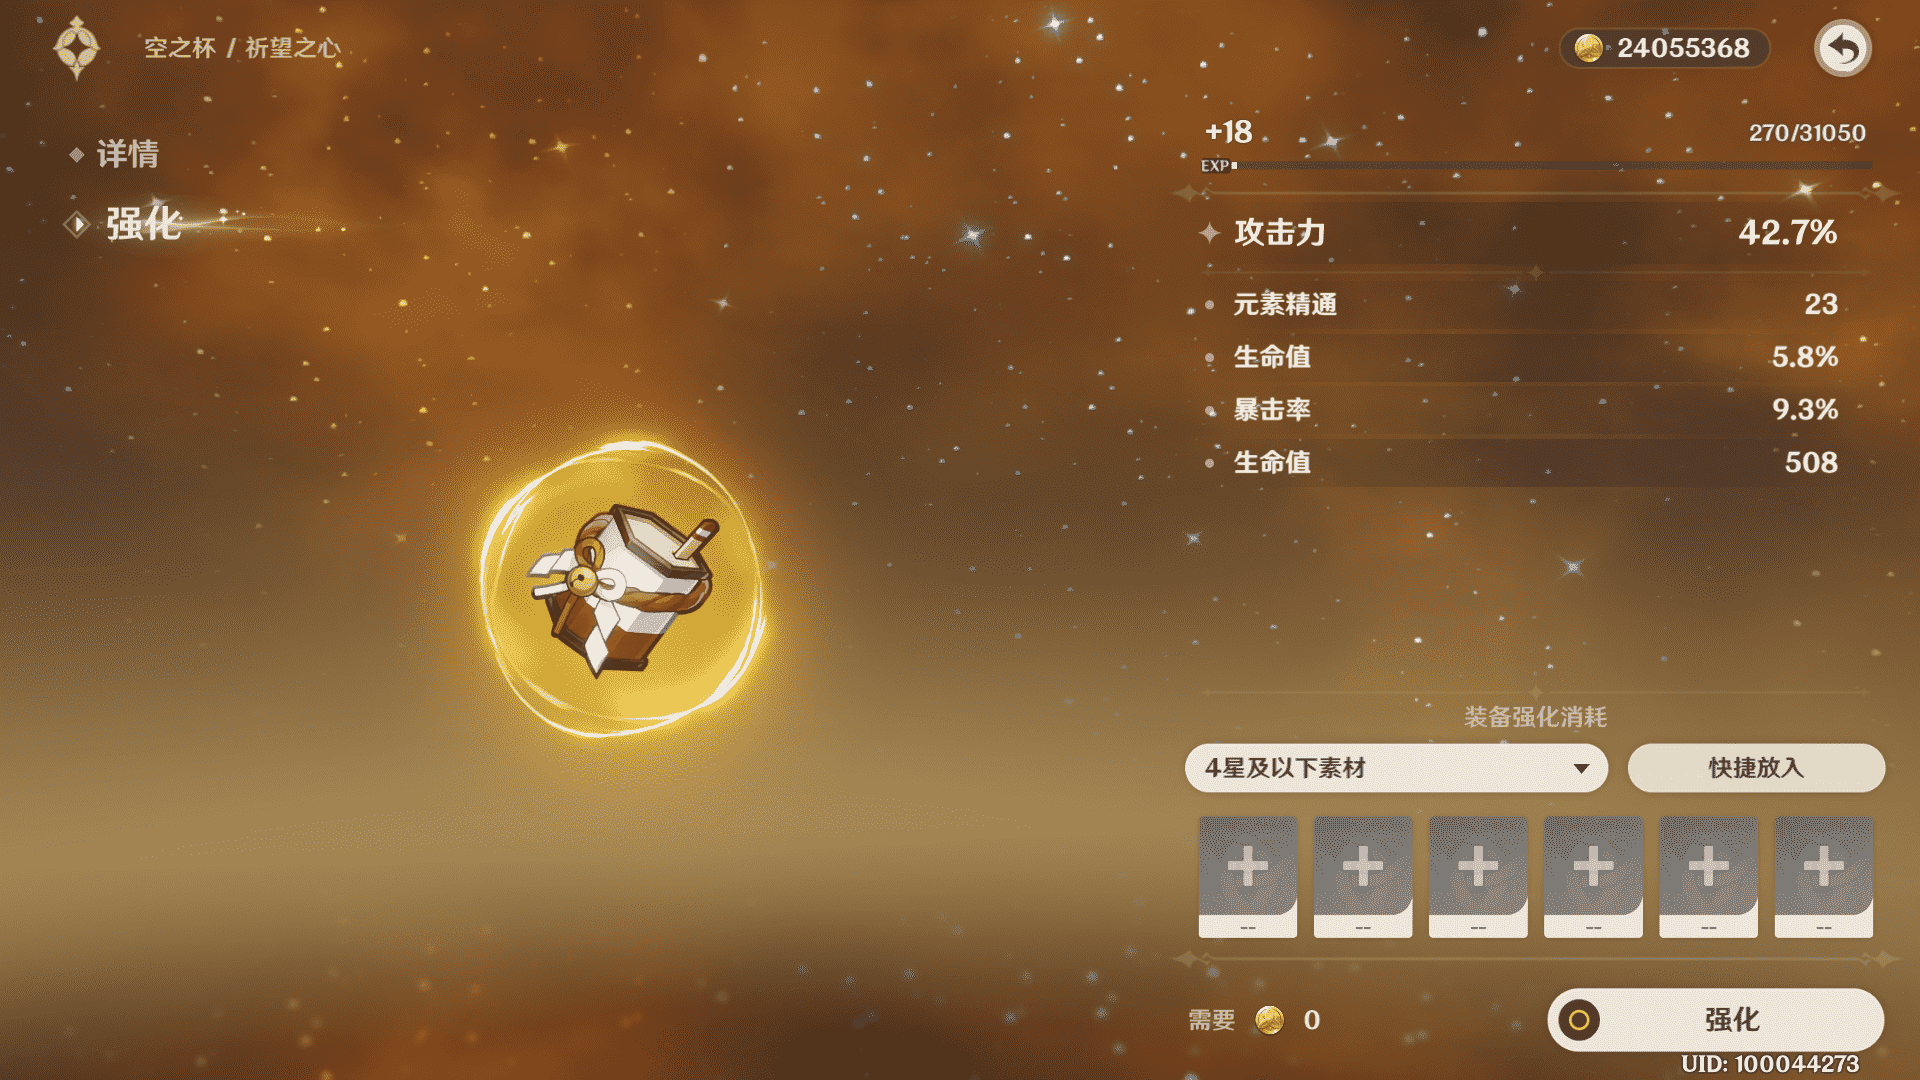 空之杯 / 祈望之心
24055368
详情
强化
+18
270/31050
EXP
攻击力 42.7%
元素精通 23
生命值 5.8%
暴击率 9.3%
生命值 508
装备强化消耗
4星及以下素材
快捷放入
-- -- -- -- -- --
需要 0
强化
UID: 100044273